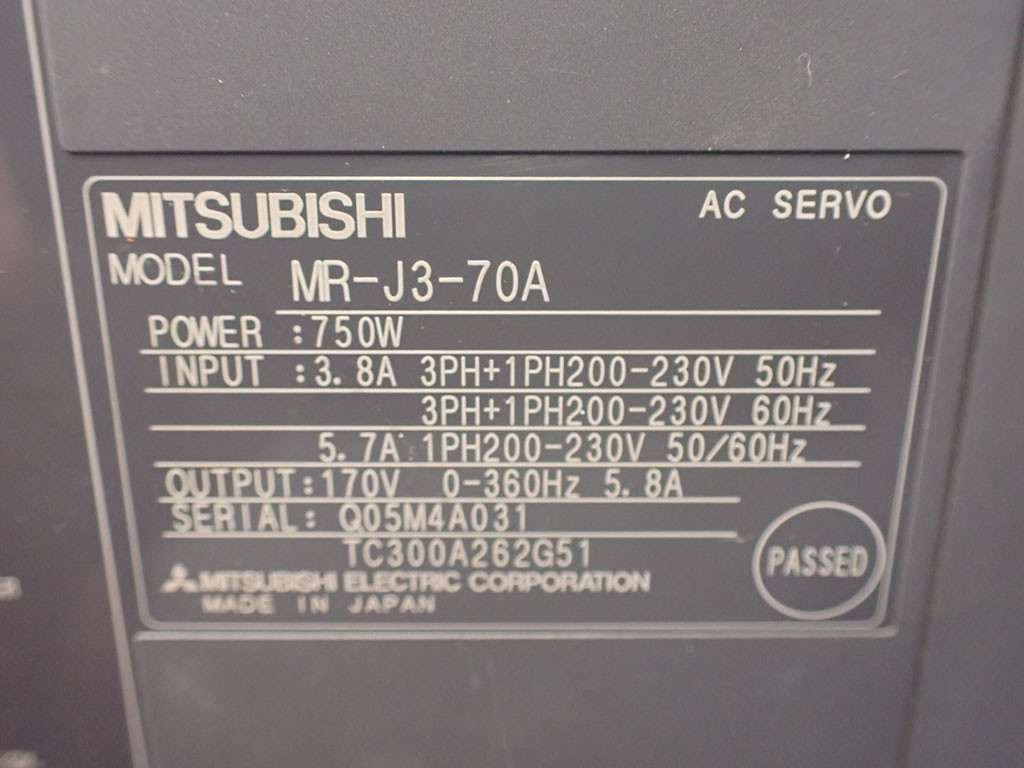 MITSUBISHI AC SERVO
MODEL MR-J3-70A
POWER :750W
INPUT :3.8A 3PH+1PH200-230V 50Hz
3PH+1PH200-230V 60Hz
5.7A:1PH200-230V 50/60Hz
OUTPUT:170V 0-360Hz 5.8A
SERIAL: Q05M4A031
TC300A262G51
PASSED
MITSUBISHI ELECTRIC CORPORATION
MADE IN JAPAN